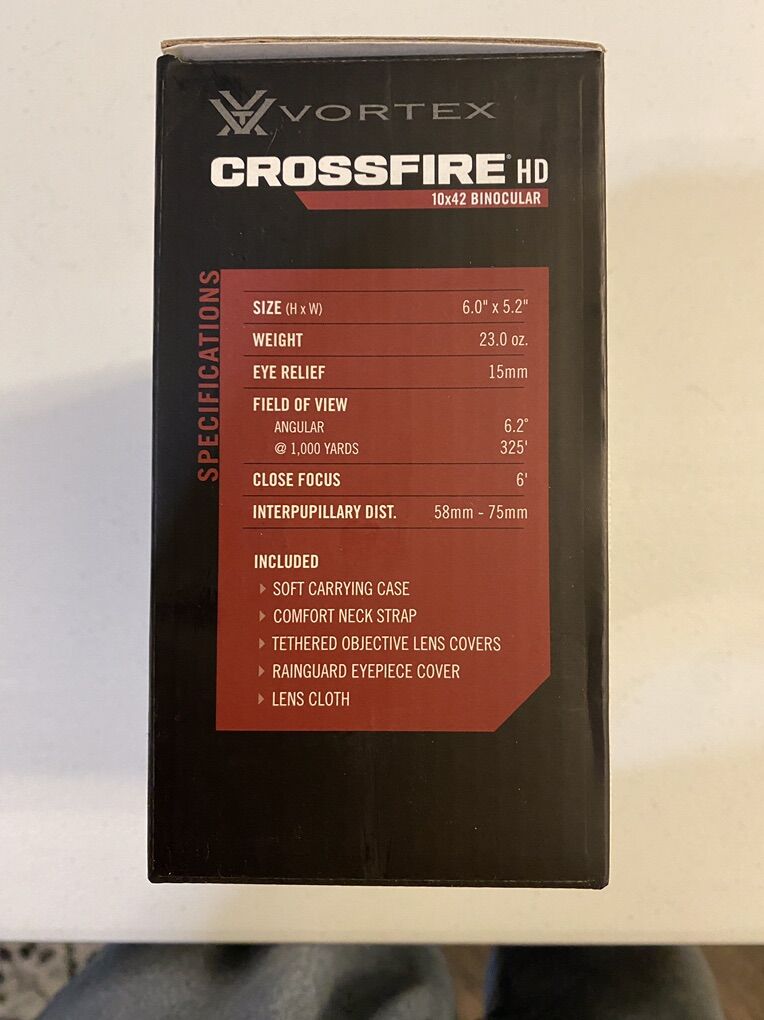 VORTEX
CROSSFIRE® HD
10x42 BINOCULAR
SPECIFICATIONS
SIZE (H x W) 6.0" x 5.2"
WEIGHT 23.0 oz.
EYE RELIEF 15mm
FIELD OF VIEW
ANGULAR 6.2°
@ 1,000 YARDS 325'
CLOSE FOCUS 6'
INTERPUPILLARY DIST. 58mm - 75mm
INCLUDED
SOFT CARRYING CASE
COMFORT NECK STRAP
TETHERED OBJECTIVE LENS COVERS
RAINGUARD EYEPIECE COVER
LENS CLOTH